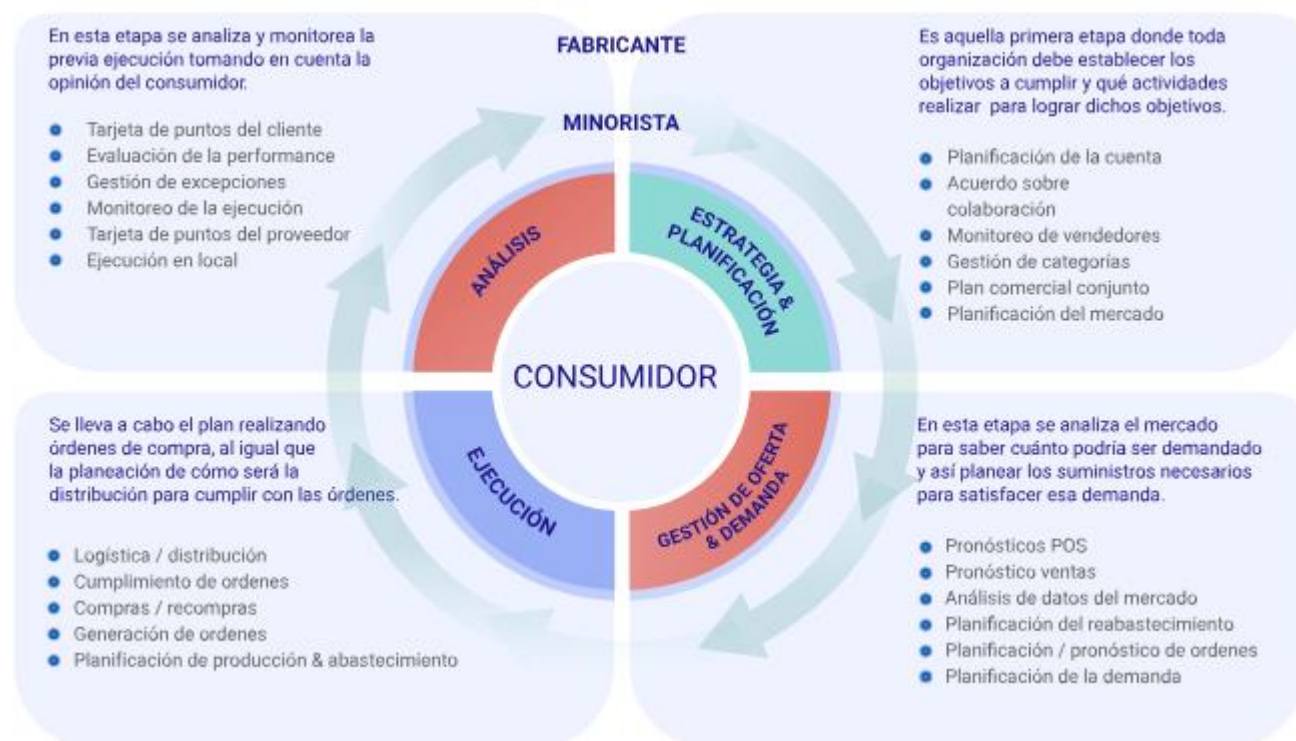 En esta etapa se analiza y monitorea la
previa ejecución tomando en cuenta la
opinión del consumidor.
Tarjeta de puntos del cliente
Evaluación de la performance
Gestión de excepciones
Monitoreo de la ejecución
Tarjeta de puntos del proveedor
Ejecución en local
FABRICANTE
MINORISTA
Es aquella primera etapa donde toda
organización debe establecer los
objetivos a cumplir y qué actividades
realizar para lograr dichos objetivos.
Planificación de la cuenta
Acuerdo sobre
colaboración
Monitoreo de vendedores
Gestión de categorías
Plan comercial conjunto
Planificación del mercado
ANÁLISIS
ESTRATEGIA &
PLANIFICACIÓN
CONSUMIDOR
EJECUCIÓN
GESTIÓN DE OFERTA
& DEMANDA
Se lleva a cabo el plan realizando
órdenes de compra, al igual que
la planeación de cómo será la
distribución para cumplir con las órdenes.
Logística / distribución
Cumplimiento de ordenes
Compras / recompras
Generación de ordenes
Planificación de producción & abastecimiento
En esta etapa se analiza el mercado
para saber cuánto podría ser demandado
y así planear los suministros necesarios
para satisfacer esa demanda.
Pronósticos POS
Pronóstico ventas
Análisis de datos del mercado
Planificación del reabastecimiento
Planificación / pronóstico de ordenes
Planificación de la demanda